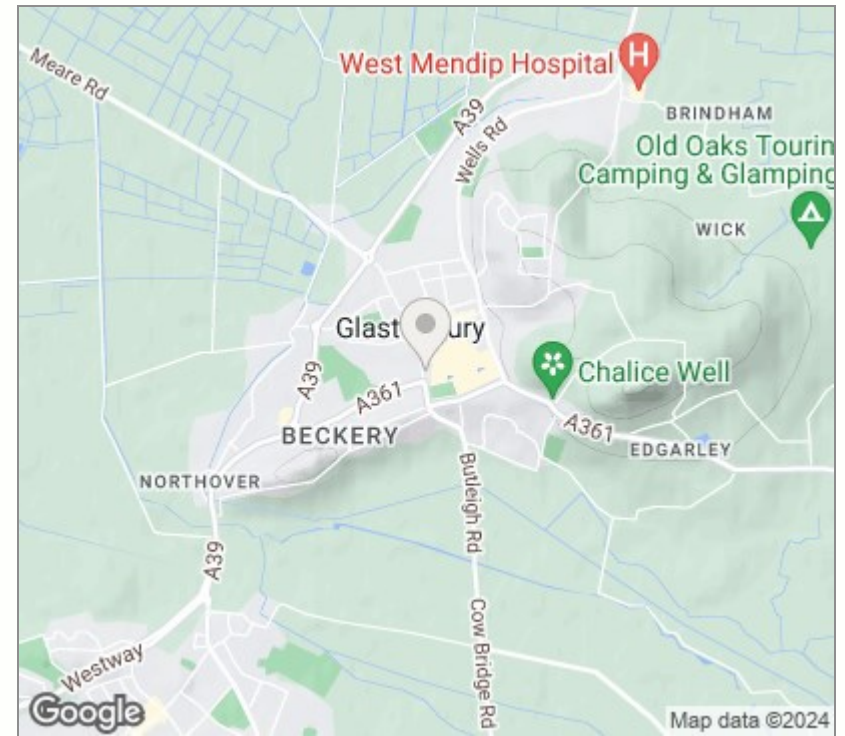 Meare Rd
West Mendip Hospital
H
A39
Wells Rd
BRINDHAM
Old Oaks Tourin
Camping & Glamping
WICK
Glast ury
A39
A361
Chalice Well
BECKERY
A361
EDGARLEY
NORTHOVER
Butleigh Rd
A39
Cow Bridge Rd
Westway
Google
Map data ©2024